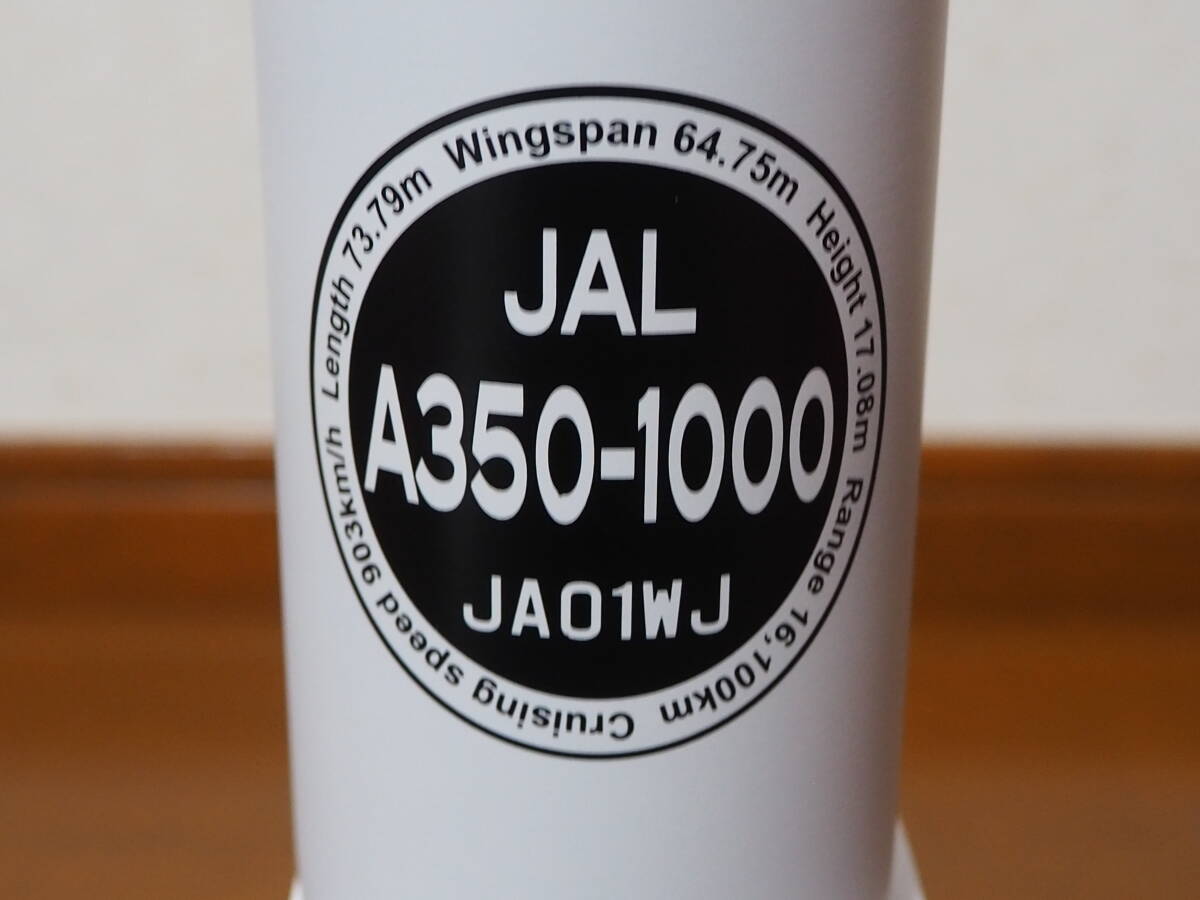 Length 73.79m Wingspan 64.75m Height 17.08m Range 16,100km Cruising speed 903km/h
JAL
A350-1000
JA01WJ